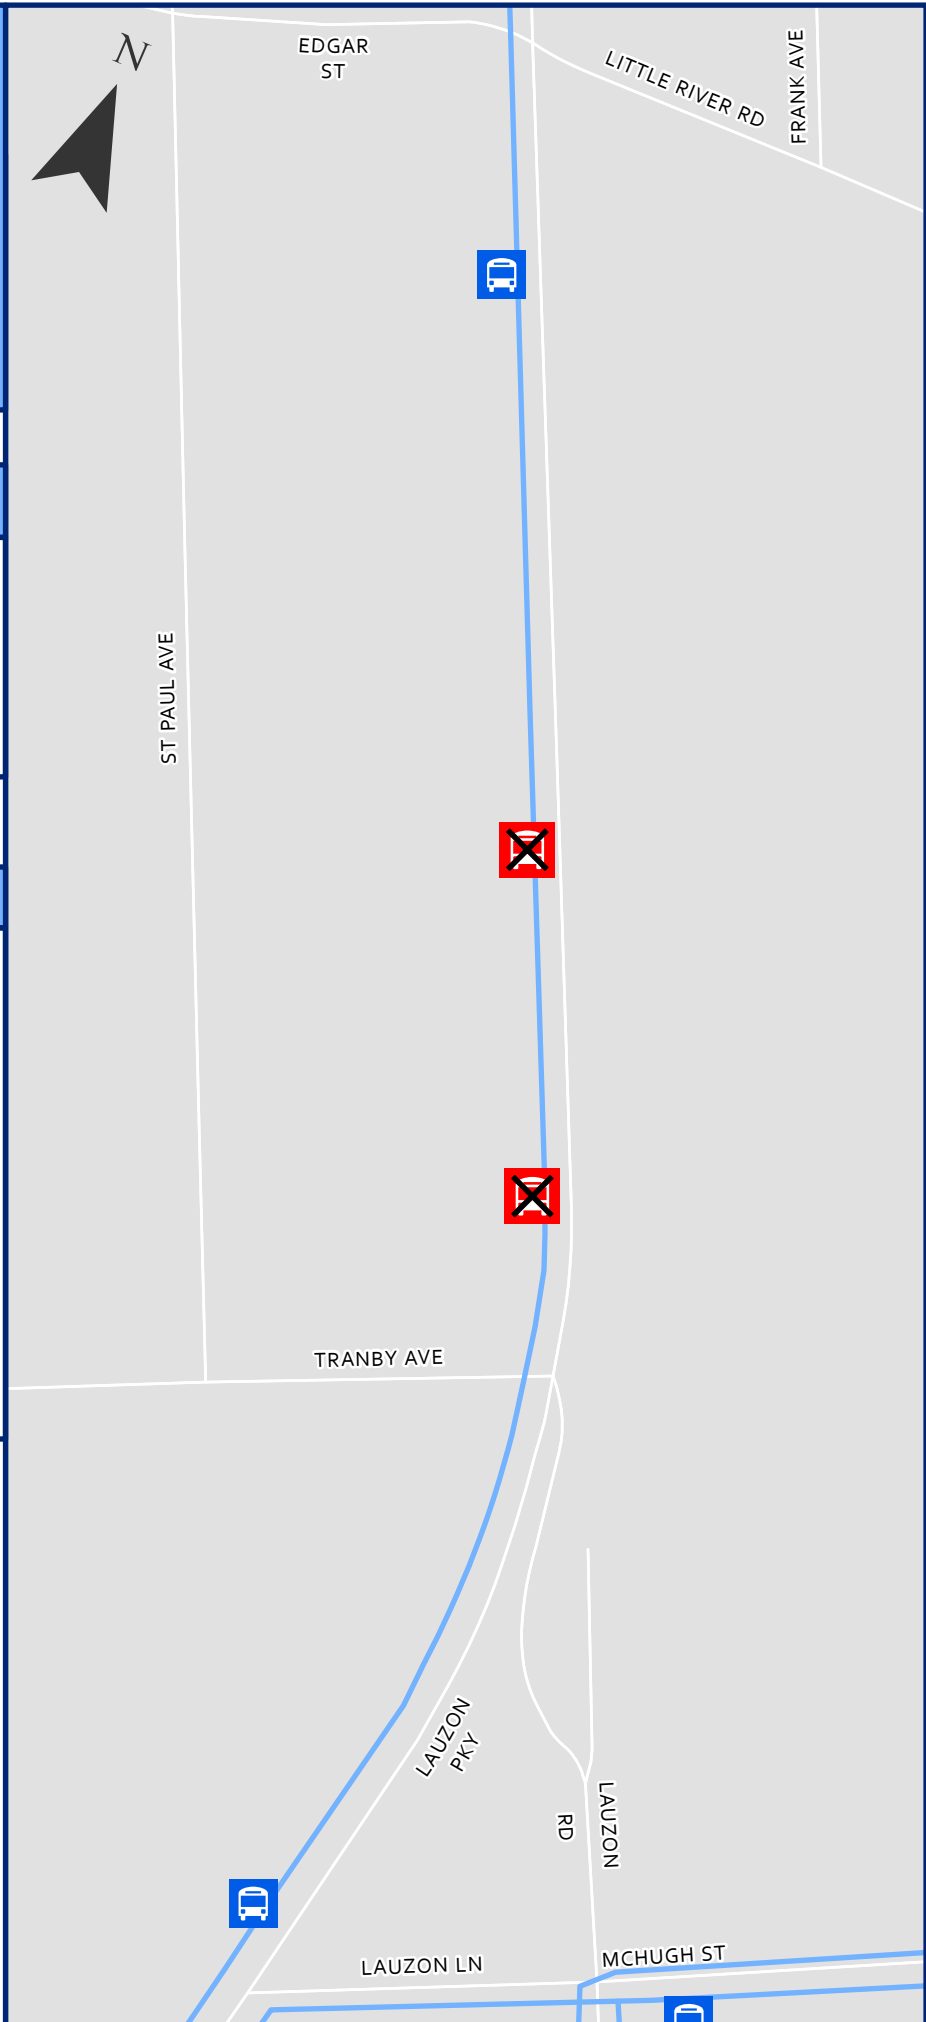 EDGAR
ST
N
LITTLE RIVER RD
FRANK AVE
ST PAUL AVE
TRANBY AVE
LAUZON
PKY
LAUZON
RD
LAUZON LN
MCHUGH ST